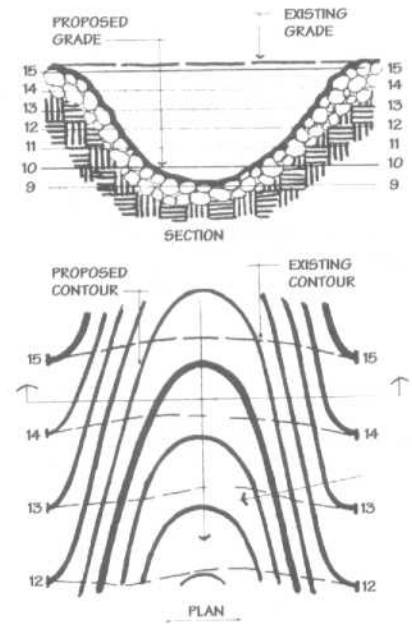 PROPOSED
GRADE
EXISTING
GRADE
15 15
14 14
13 13
12 12
11 11
10 10
9 9
SECTION
PROPOSED
CONTOUR
EXISTING
CONTOUR
15 15
14 14
13 13
12 12
PLAN